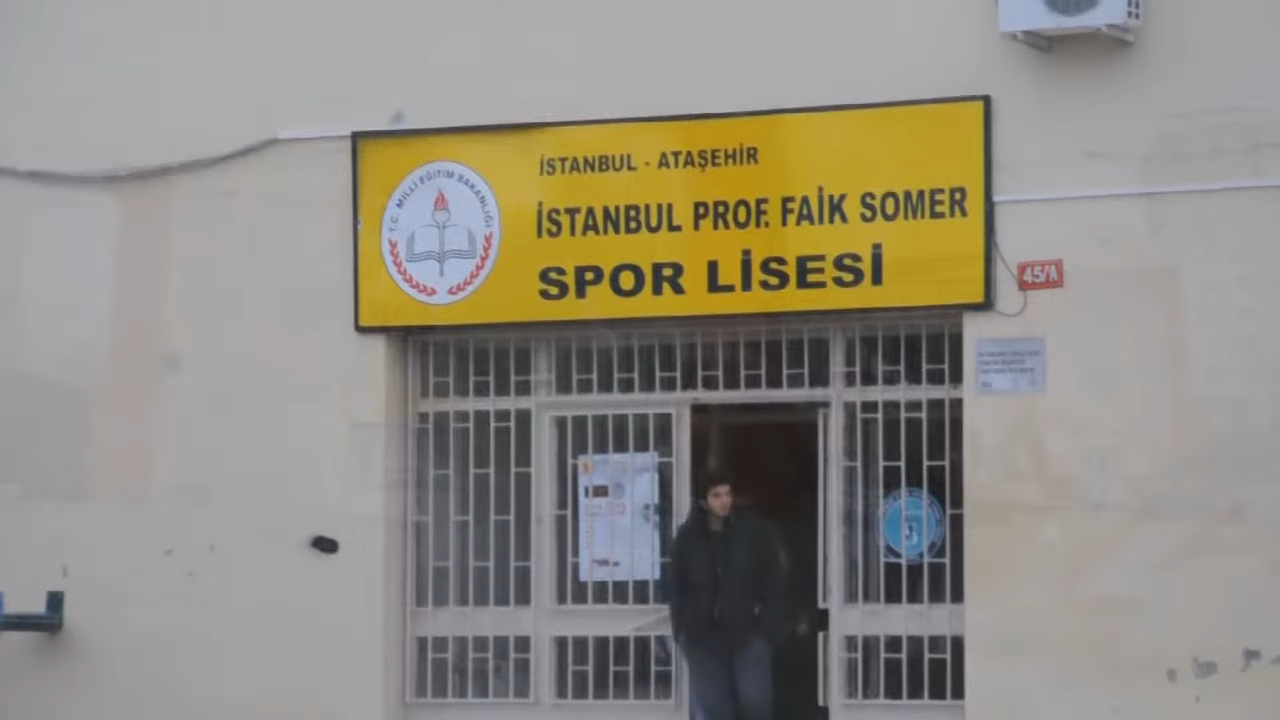 İSTANBUL - ATAŞEHİR
T.C. MİLLİ EĞİTİM BAKANLIĞI
İSTANBUL PROF. FAİK SOMER
SPOR LİSESİ
45/A